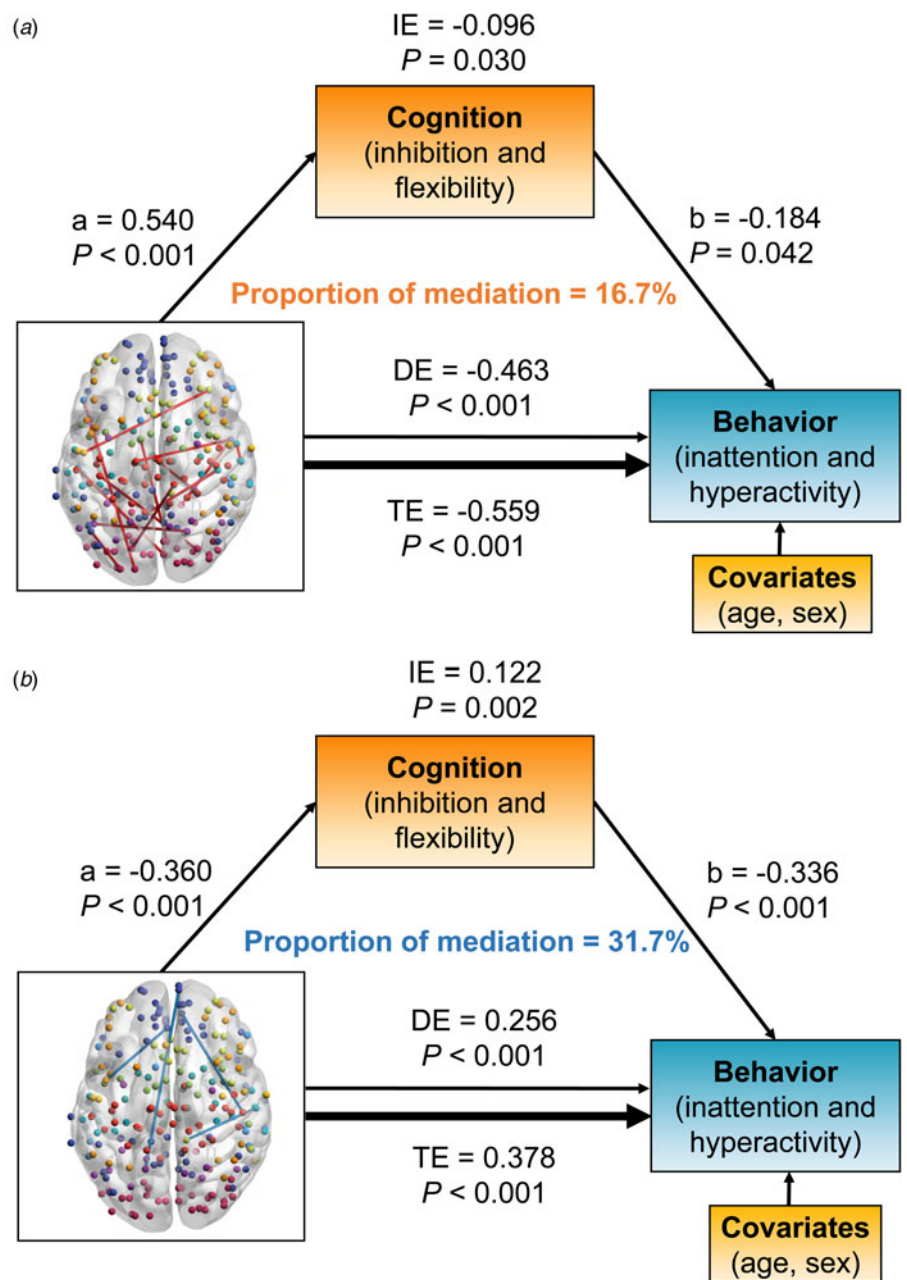 (a)
IE = -0.096
P = 0.030
Cognition
(inhibition and
flexibility)
a = 0.540
P < 0.001
b = -0.184
P = 0.042
Proportion of mediation = 16.7%
DE = -0.463
P < 0.001
TE = -0.559
P < 0.001
Behavior
(inattention and
hyperactivity)
Covariates
(age, sex)
(b)
IE = 0.122
P = 0.002
Cognition
(inhibition and
flexibility)
a = -0.360
P < 0.001
b = -0.336
P < 0.001
Proportion of mediation = 31.7%
DE = 0.256
P < 0.001
TE = 0.378
P < 0.001
Behavior
(inattention and
hyperactivity)
Covariates
(age, sex)